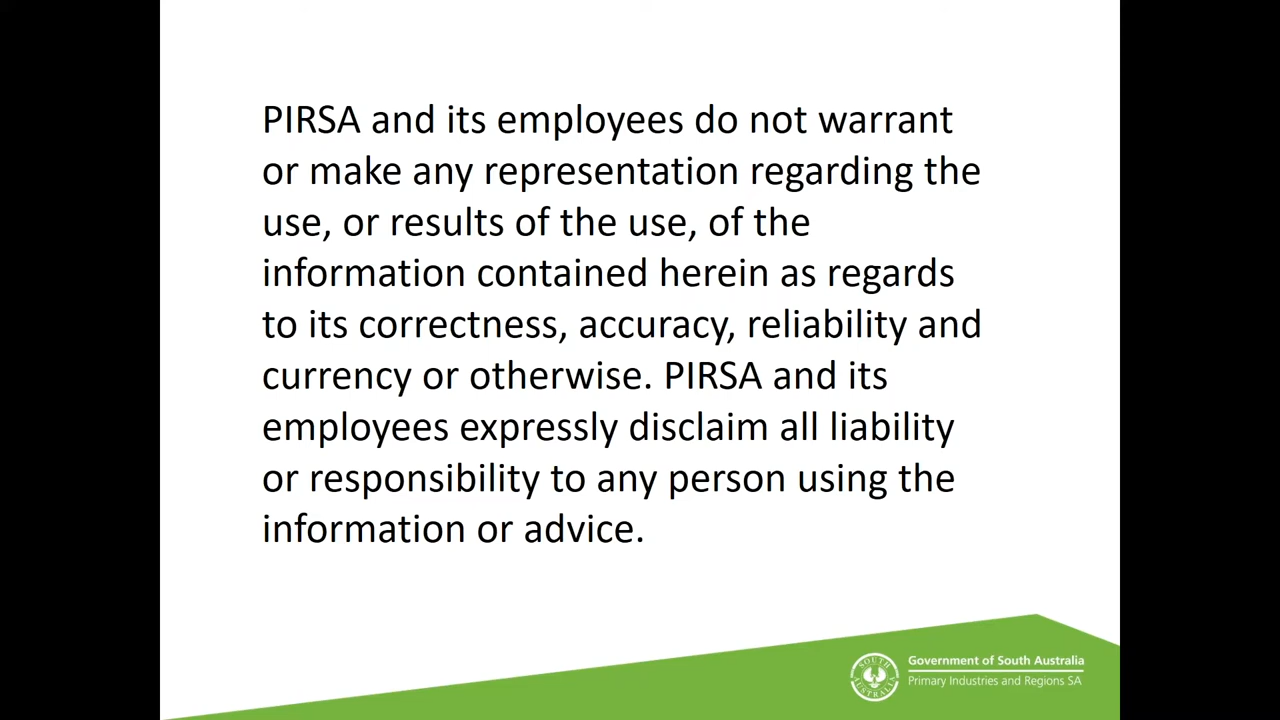 PIRSA and its employees do not warrant
or make any representation regarding the
use, or results of the use, of the
information contained herein as regards
to its correctness, accuracy, reliability and
currency or otherwise. PIRSA and its
employees expressly disclaim all liability
or responsibility to any person using the
information or advice.
SOUTH AUSTRALIA
Government of South Australia
Primary Industries and Regions SA